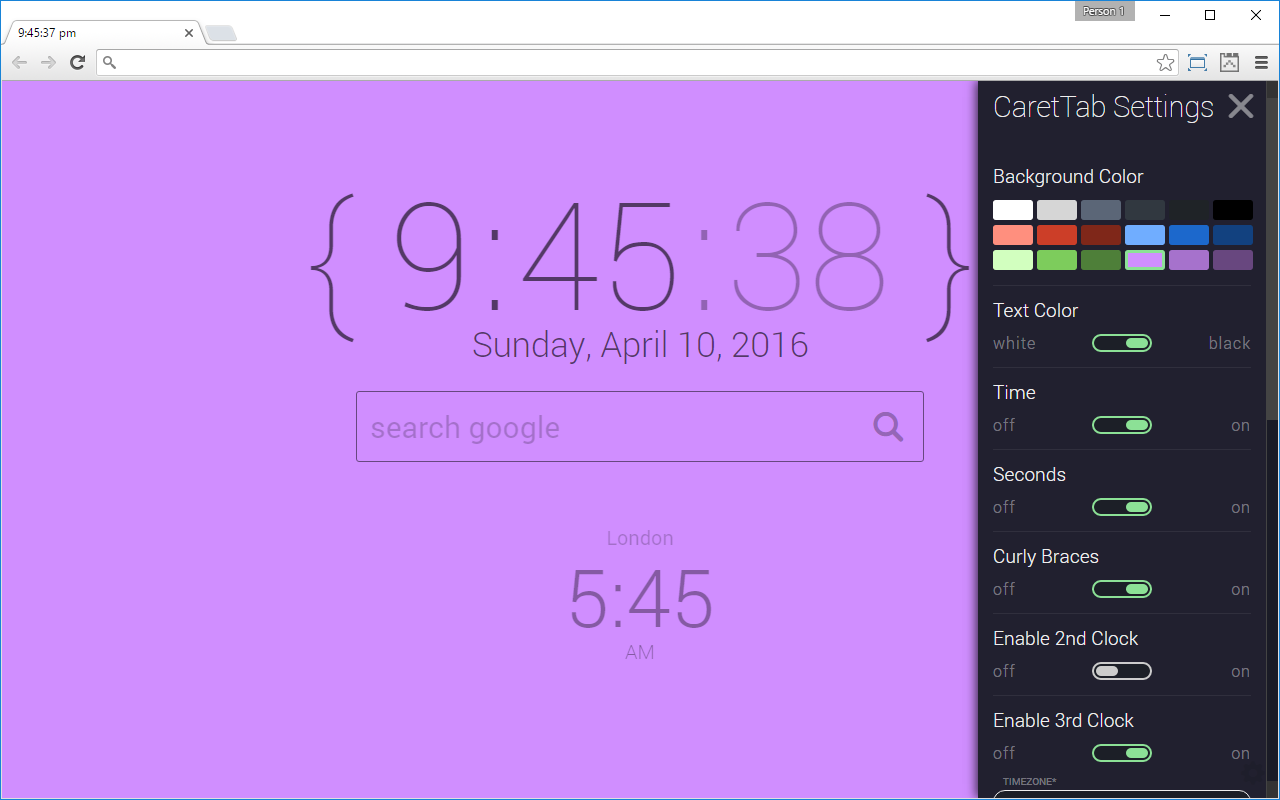 Person 1
9:45:37 pm
{ 9:45:38 }
Sunday, April 10, 2016
search google
London
5:45
AM
CaretTab Settings
Background Color
Text Color
white black
Time
off on
Seconds
off on
Curly Braces
off on
Enable 2nd Clock
off on
Enable 3rd Clock
off on
TIMEZONE*